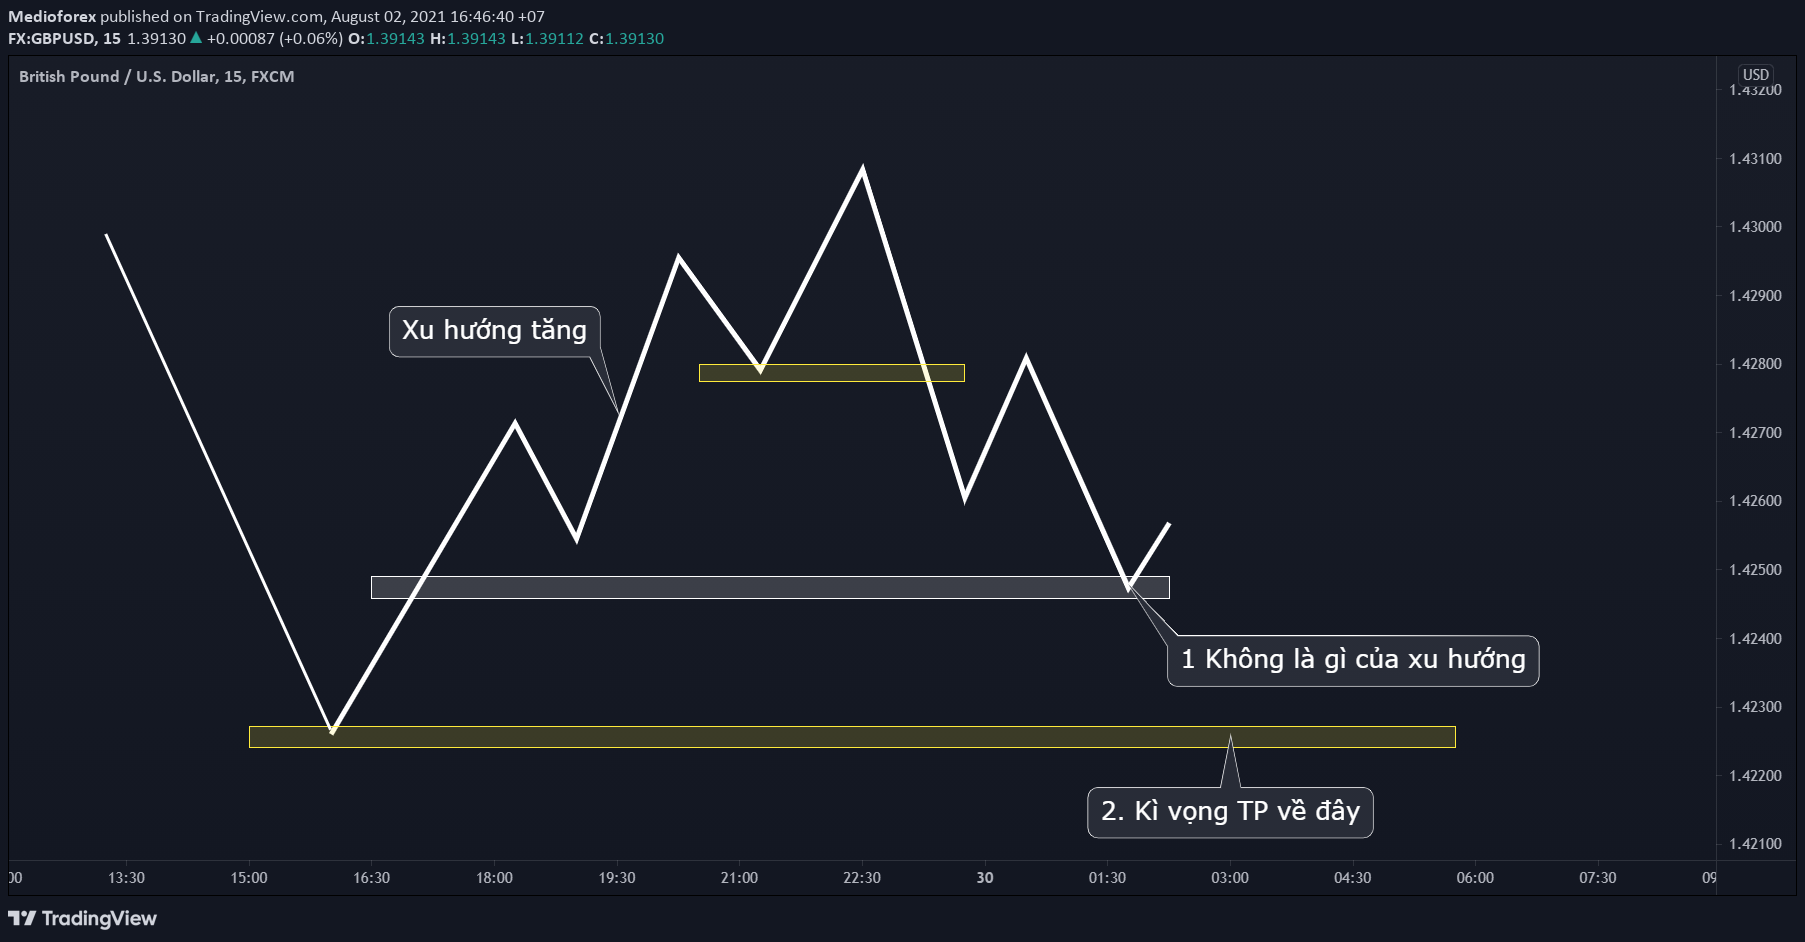 Medioforex published on TradingView.com, August 02, 2021 16:46:40 +07
FX:GBPUSD, 15 1.39130 ▲ +0.00087 (+0.06%) O:1.39143 H:1.39143 L:1.39112 C:1.39130
British Pound / U.S. Dollar, 15, FXCM
USD
1.43200
1.43100
1.43000
1.42900
Xu hướng tăng
1.42800
1.42700
1.42600
1.42500
1.42400
1 Không là gì của xu hướng
1.42300
1.42200
2. Kì vọng TP về đây
1.42100
00 13:30 15:00 16:30 18:00 19:30 21:00 22:30 30 01:30 03:00 04:30 06:00 07:30 09
TradingView